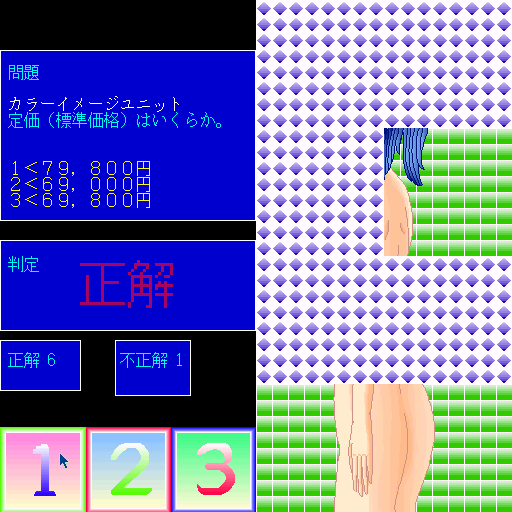 問題
カラーイメージユニット
定価（標準価格）はいくらか。
1<79，800円
2<69，000円
3<69，800円
判定
正解
正解 6
不正解 1
1
2
3